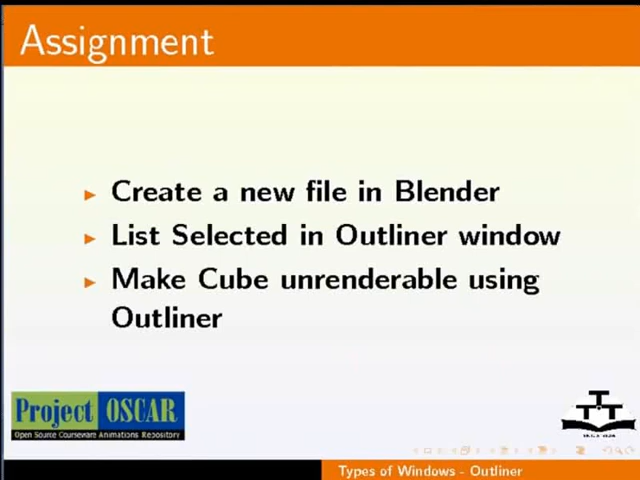 Assignment
Create a new file in Blender
List Selected in Outliner window
Make Cube unrenderable using
Outliner
Project OSCAR
Open Source Courseware Animations Repository
Types of Windows - Outliner